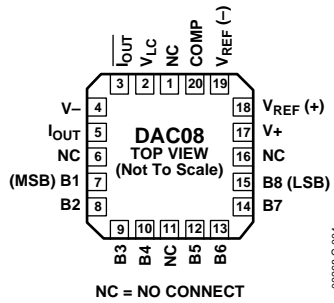 I̅O̅U̅T̅
VLC
NC
COMP
VREF (–)
3 2 1 20 19
V– 4
IOUT 5
NC 6
(MSB) B1 7
B2 8
DAC08
TOP VIEW
(Not To Scale)
18 VREF (+)
17 V+
16 NC
15 B8 (LSB)
14 B7
9 10 11 12 13
B3
B4
NC
B5
B6
NC = NO CONNECT